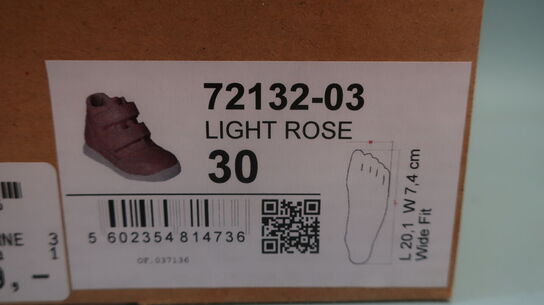 72132-03
LIGHT ROSE
30
5 602354 814736
OF.037136
L 20,1 W 7,4 cm
Wide Fit
RNE 3
1
, –